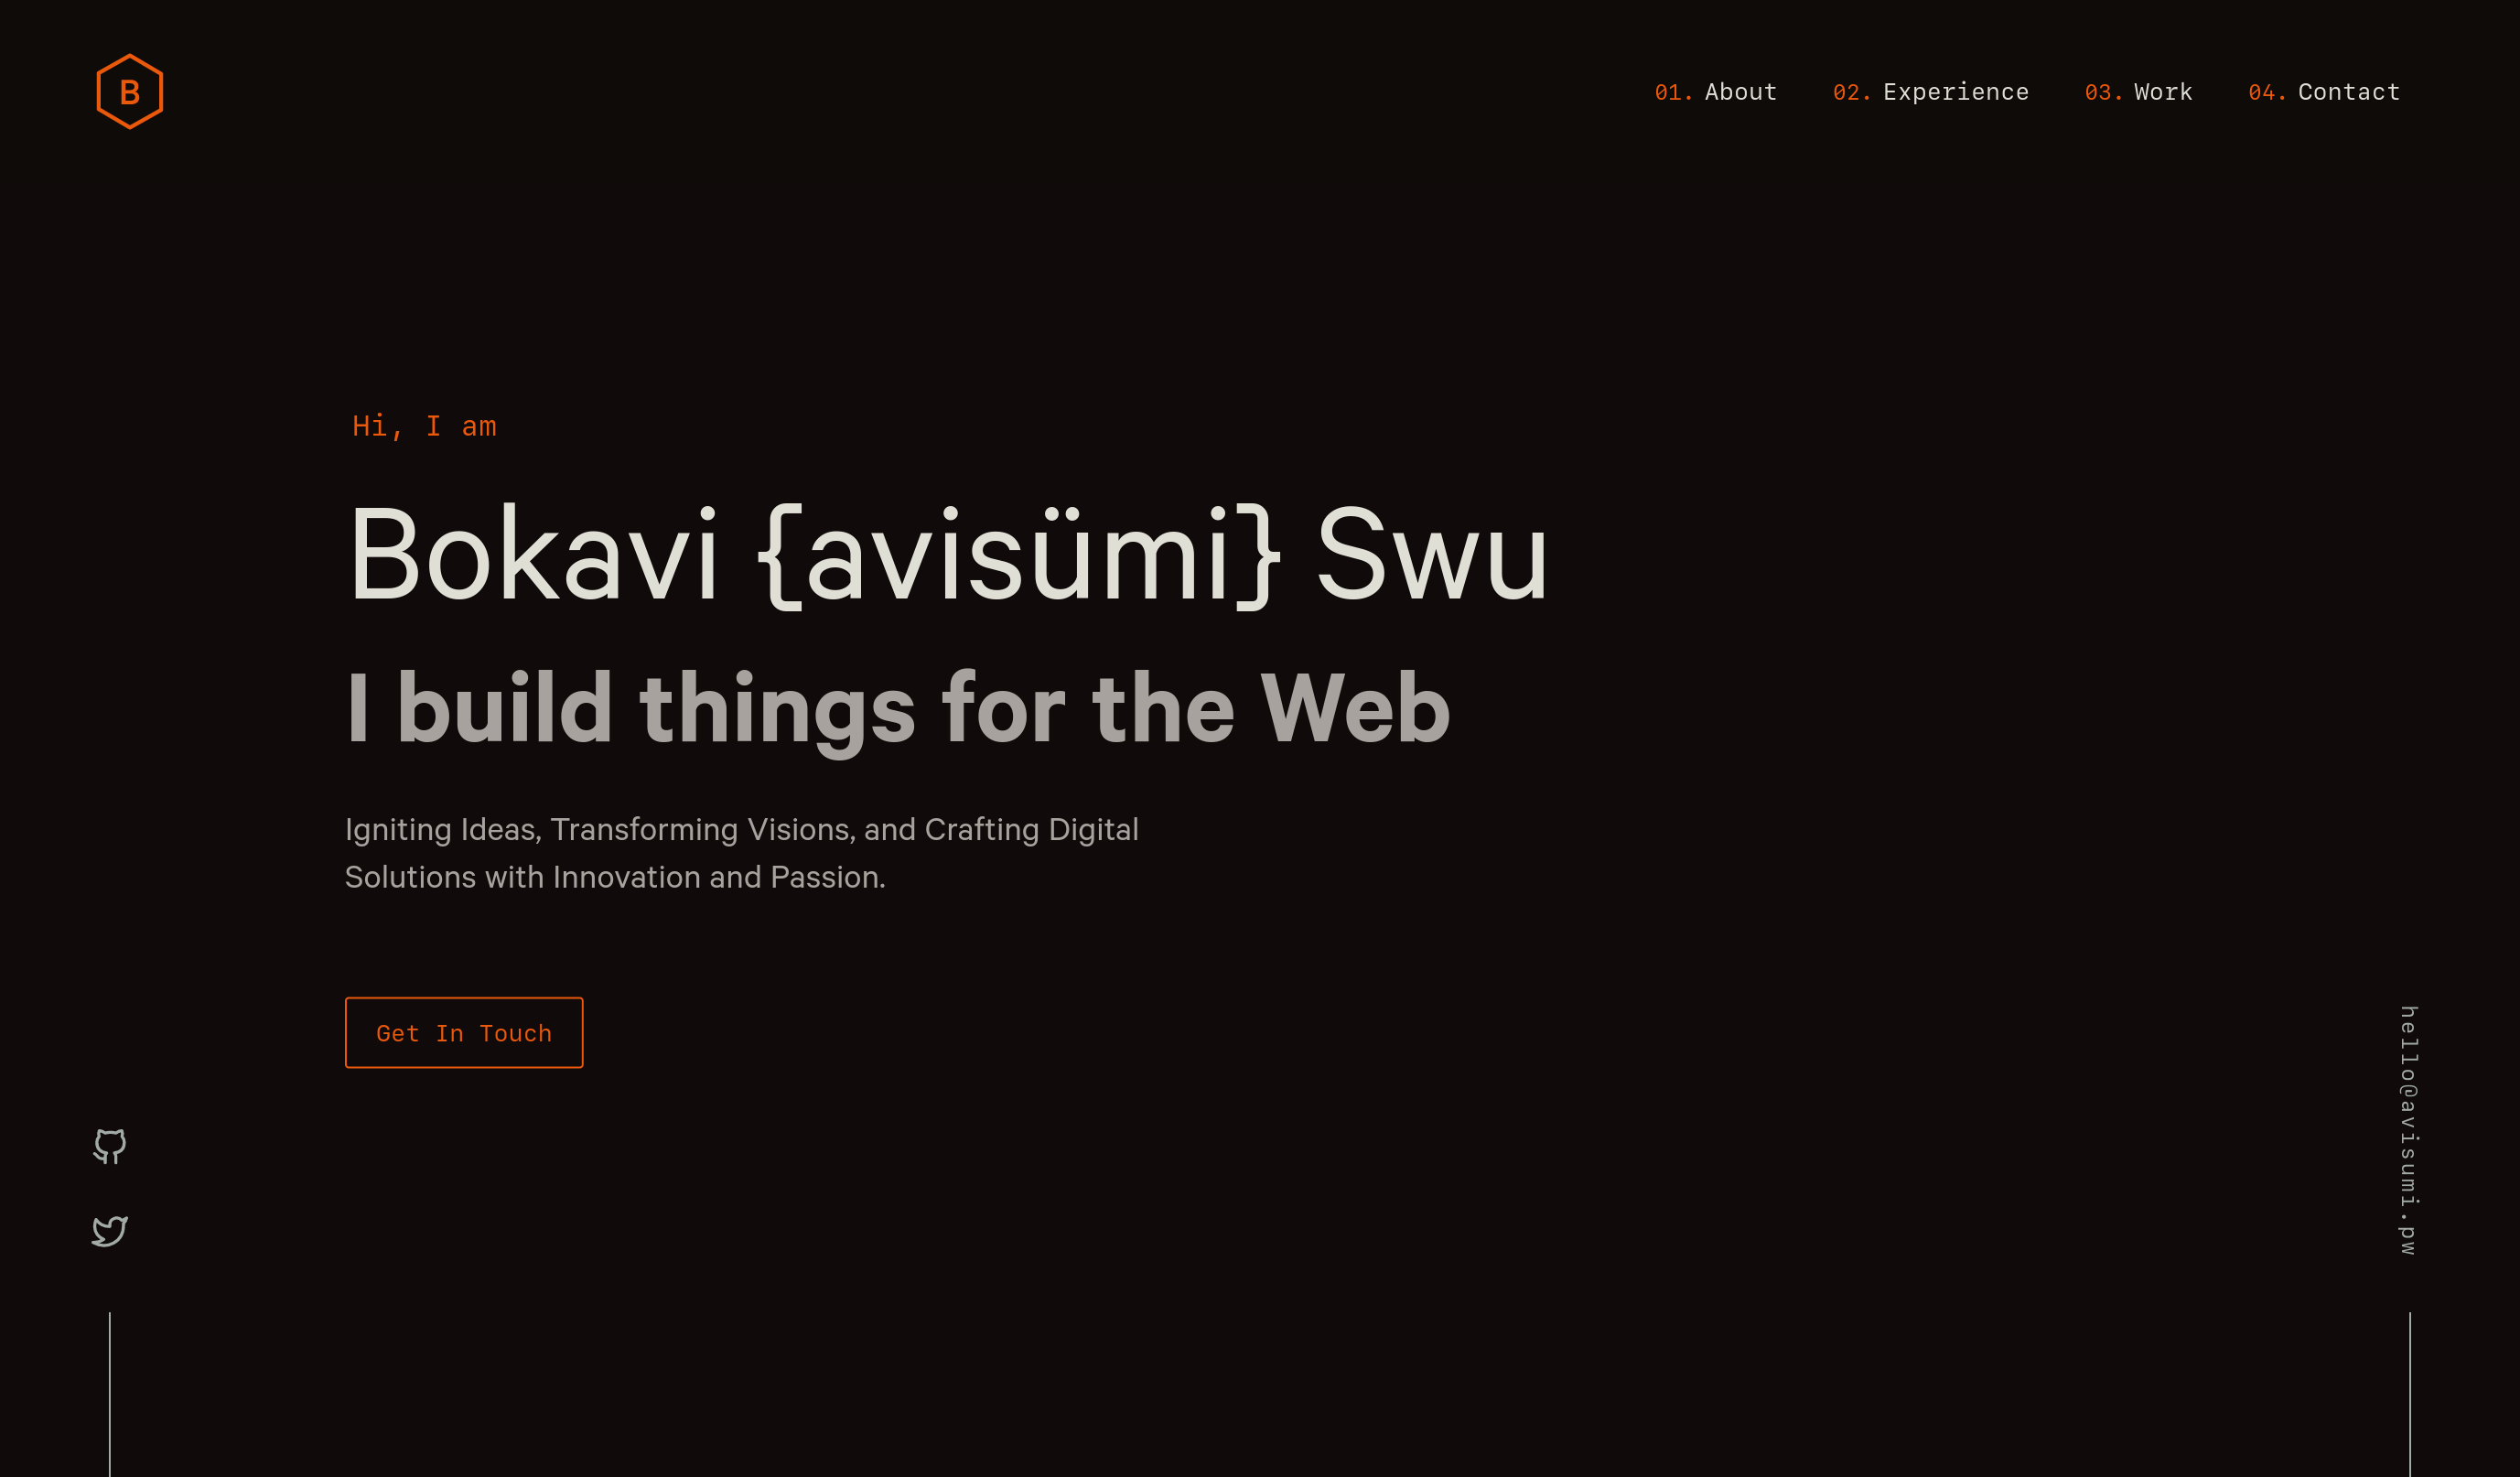 B
01. About 02. Experience 03. Work 04. Contact
Hi, I am
Bokavi {avisümi} Swu
I build things for the Web
Igniting Ideas, Transforming Visions, and Crafting Digital
Solutions with Innovation and Passion.
Get In Touch
hello@avisumi.pw